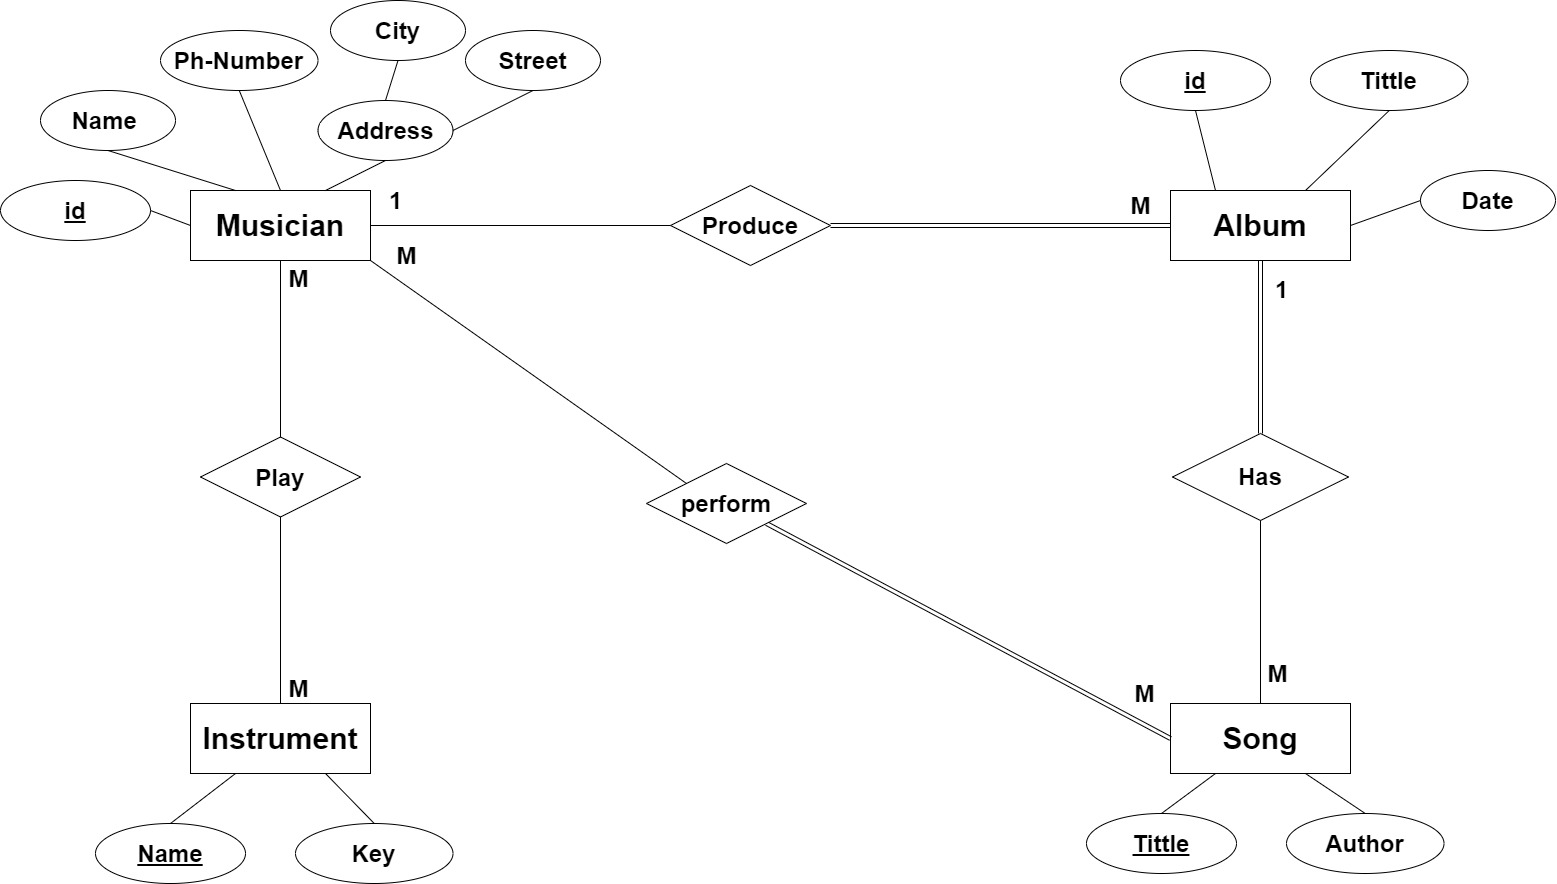 City
Ph-Number
Street
Name
Address
id
Musician
1
M
M
Produce
M
id
Tittle
Date
Album
1
Play
perform
Has
M
Instrument
Name
Key
M
M
Song
Tittle
Author